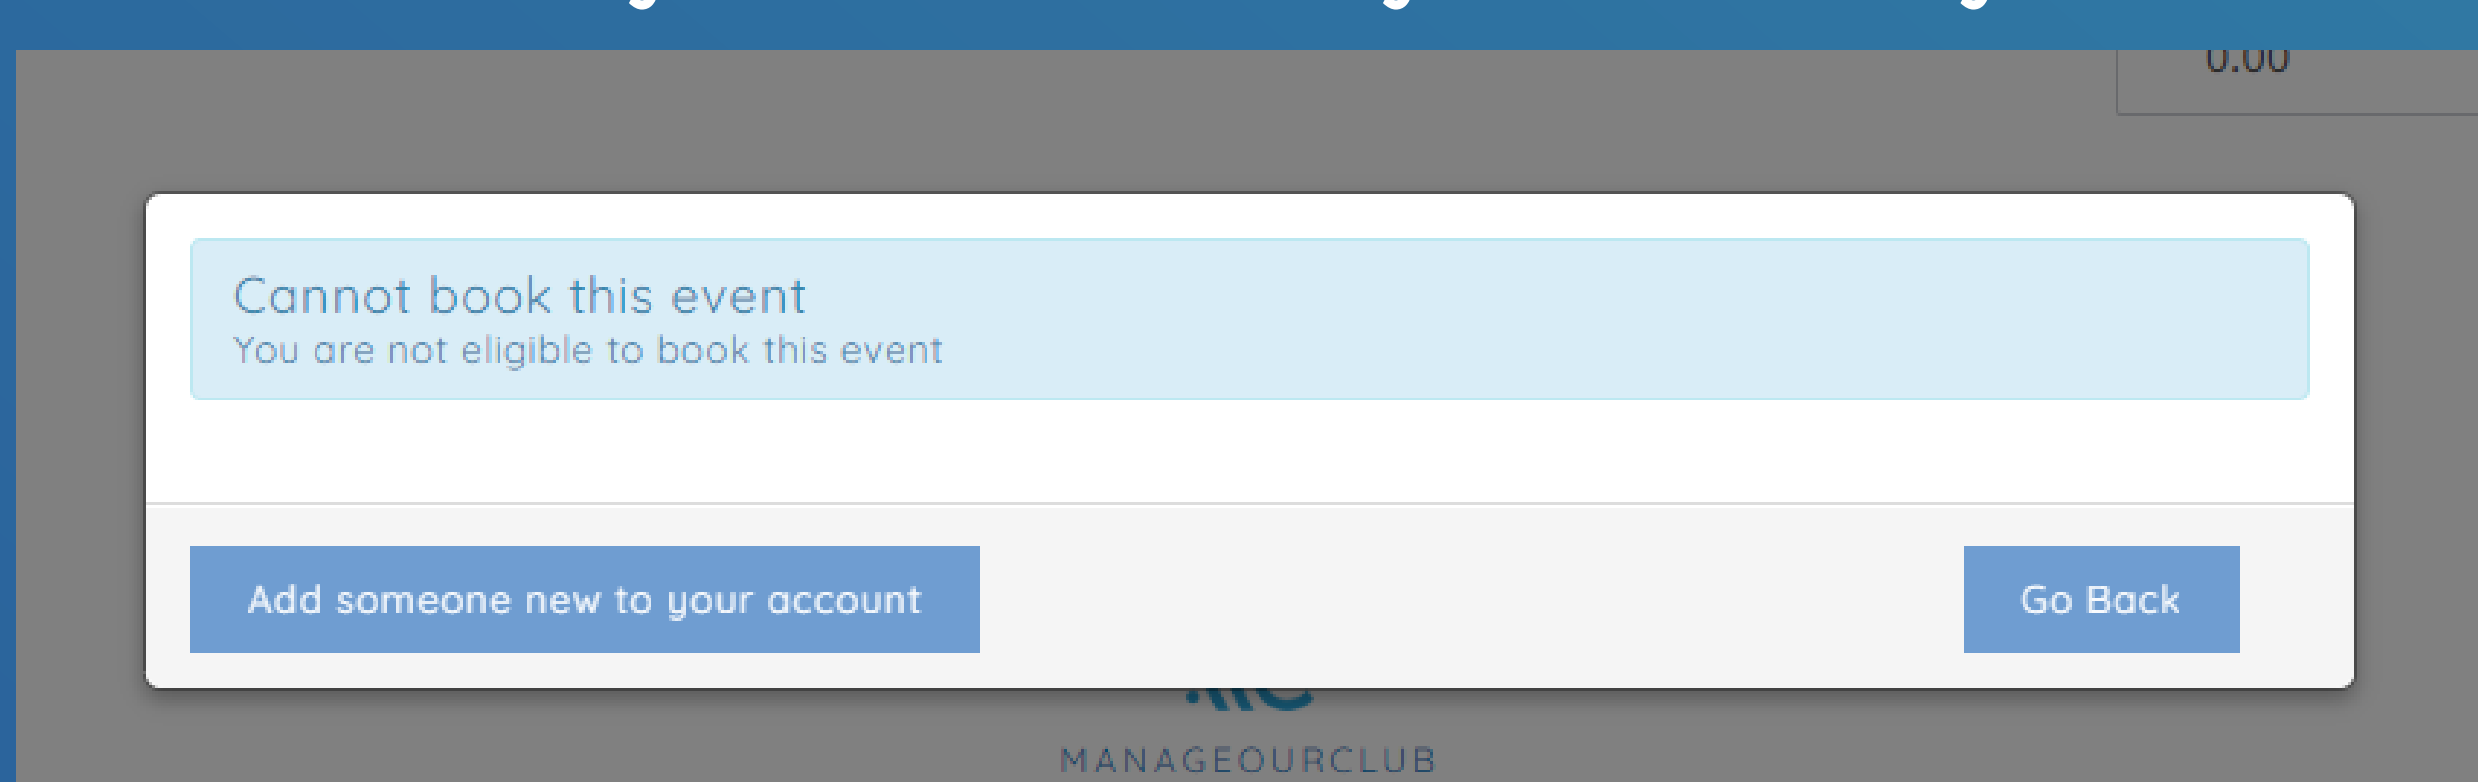 0.00
Cannot book this event
You are not eligible to book this event
Add someone new to your account
Go Back
MANAGEOURCLUB